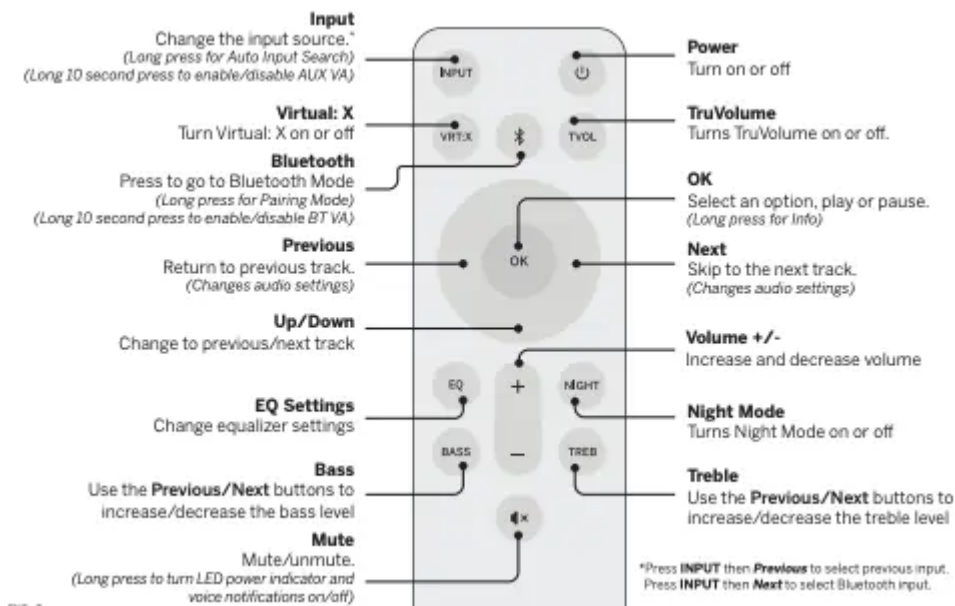 Input
Change the input source.*
(Long press for Auto Input Search)
(Long 10 second press to enable/disable AUX VA)
Virtual: X
Turn Virtual: X on or off
Bluetooth
Press to go to Bluetooth Mode
(Long press for Pairing Mode)
(Long 10 second press to enable/disable BT VA)
Previous
Return to previous track.
(Changes audio settings)
Up/Down
Change to previous/next track
EQ Settings
Change equalizer settings
Bass
Use the Previous/Next buttons to
increase/decrease the bass level
Mute
Mute/unmute.
(Long press to turn LED power indicator and
voice notifications on/off)
INPUT
VRT:X
TVOL
OK
EQ
+
NIGHT
BASS
−
TREB
Power
Turn on or off
TruVolume
Turns TruVolume on or off.
OK
Select an option, play or pause.
(Long press for Info)
Next
Skip to the next track.
(Changes audio settings)
Volume +/-
Increase and decrease volume
Night Mode
Turns Night Mode on or off
Treble
Use the Previous/Next buttons to
increase/decrease the treble level
*Press INPUT then Previous to select previous input.
Press INPUT then Next to select Bluetooth input.